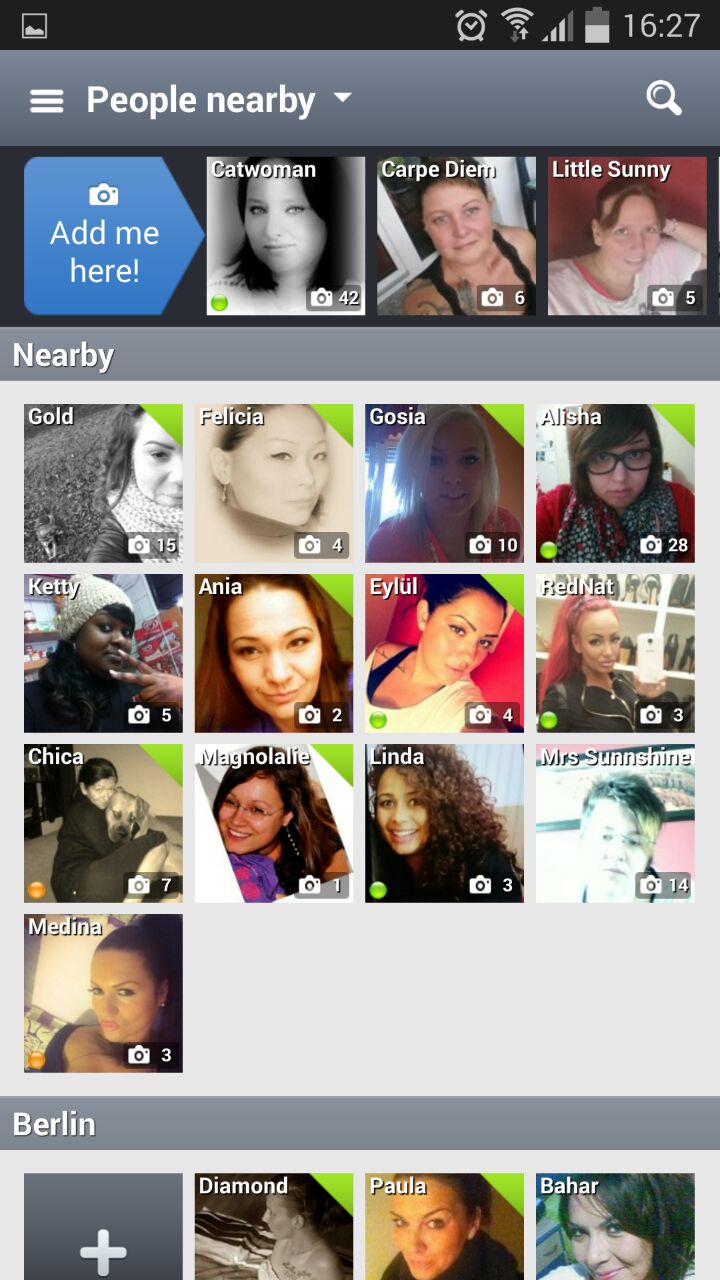 16:27
People nearby
Add me
here!
Catwoman
42
Carpe Diem
6
Little Sunny
5
Nearby
Gold
15
Felicia
4
Gosia
10
Alisha
28
Ketty
5
Ania
2
Eylül
4
RedNat
3
Chica
7
Magnolalie
1
Linda
3
Mrs Sunnshine
14
Medina
3
Berlin
Diamond
Paula
Bahar